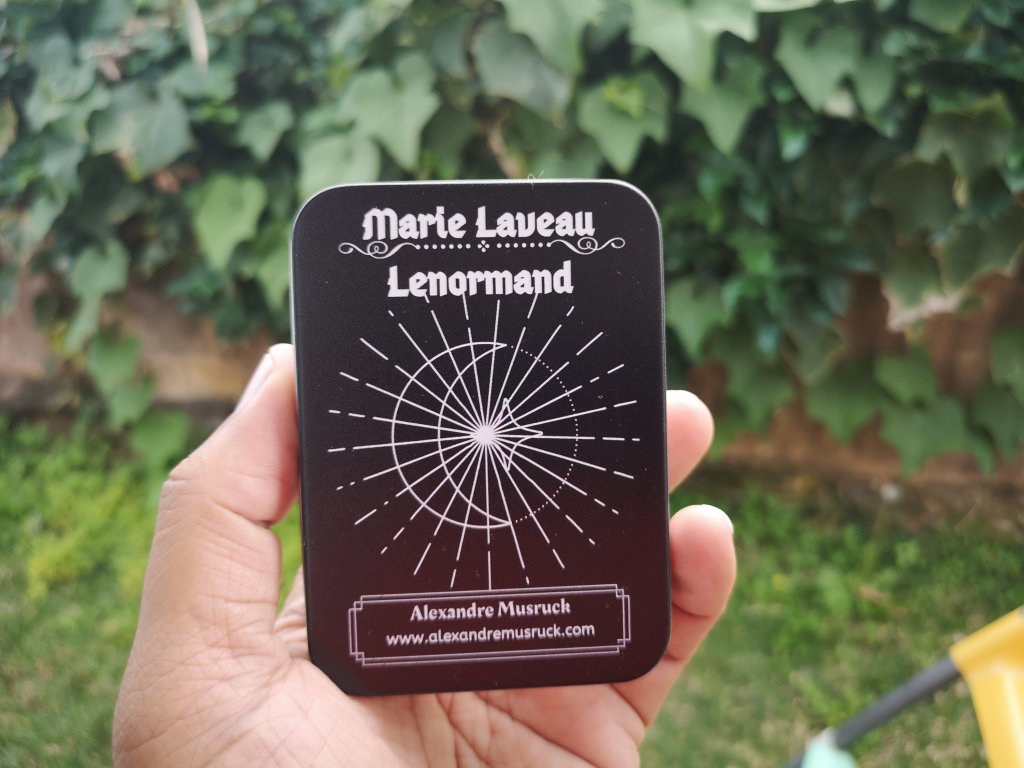 Marie Laveau
Lenormand
Alexandre Musruck
www.alexandremusruck.com